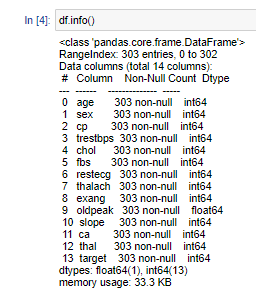 In [4]: df.info()
<class 'pandas.core.frame.DataFrame'>
RangeIndex: 303 entries, 0 to 302
Data columns (total 14 columns):
#   Column   Non-Null Count  Dtype
---  ------   --------------  -----
0   age   303 non-null   int64
1   sex   303 non-null   int64
2   cp   303 non-null   int64
3   trestbps  303 non-null   int64
4   chol   303 non-null   int64
5   fbs   303 non-null   int64
6   restecg   303 non-null   int64
7   thalach   303 non-null   int64
8   exang   303 non-null   int64
9   oldpeak   303 non-null   float64
10  slope   303 non-null   int64
11  ca   303 non-null   int64
12  thal   303 non-null   int64
13  target   303 non-null   int64
dtypes: float64(1), int64(13)
memory usage: 33.3 KB